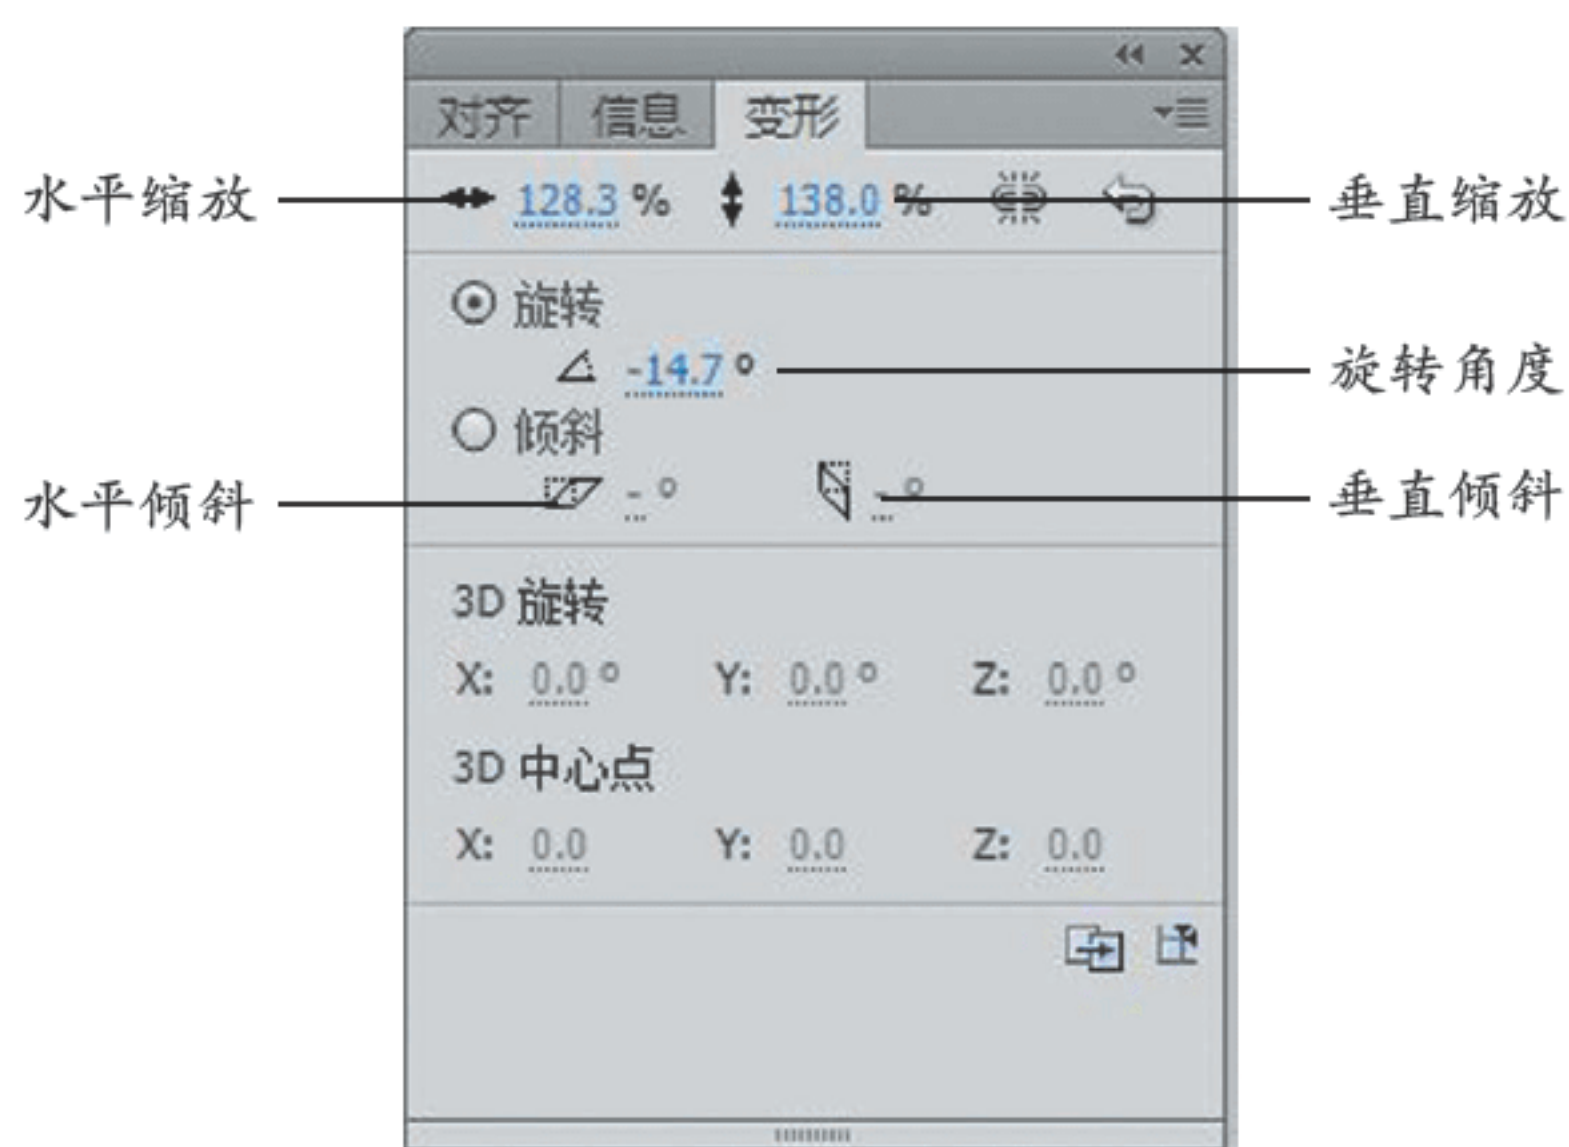 对齐 信息 变形
水平缩放 128.3 % 138.0 % 垂直缩放
旋转
-14.7 ° 旋转角度
倾斜
水平倾斜 - ° - ° 垂直倾斜
3D 旋转
X: 0.0 ° Y: 0.0 ° Z: 0.0 °
3D 中心点
X: 0.0 Y: 0.0 Z: 0.0